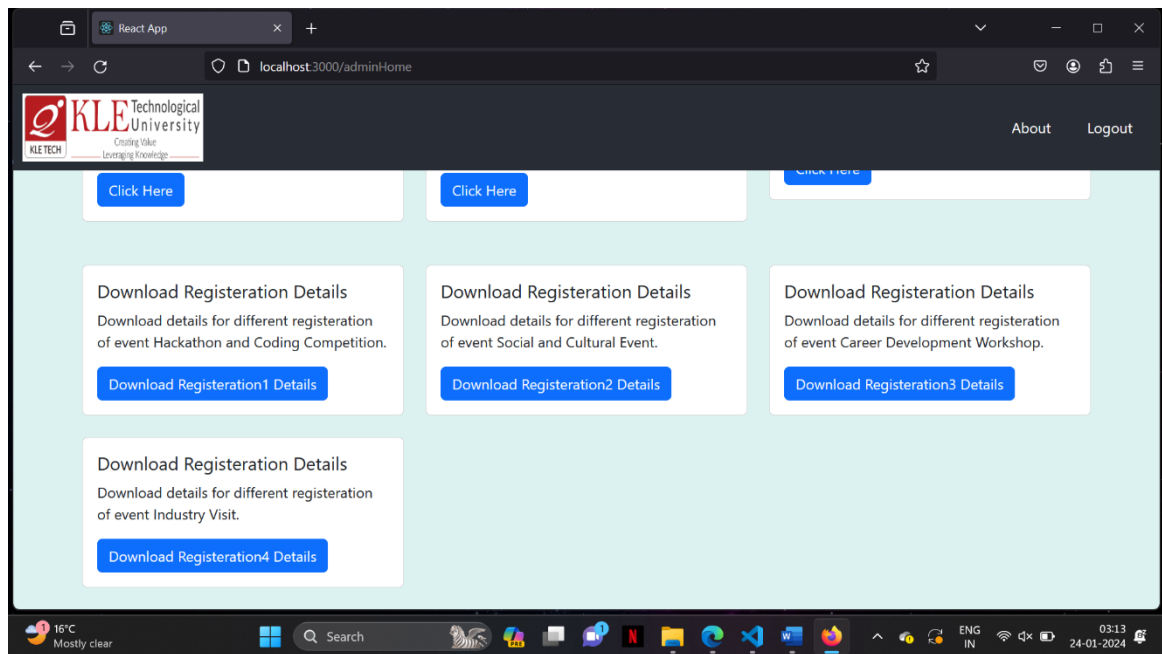 React App
localhost:3000/adminHome
KLE Technological
University
Creating Value
Leveraging Knowledge
KLE TECH
About
Logout
Click Here
Click Here
Click Here
Download Registeration Details
Download details for different registeration
of event Hackathon and Coding Competition.
Download Registeration1 Details
Download Registeration Details
Download details for different registeration
of event Social and Cultural Event.
Download Registeration2 Details
Download Registeration Details
Download details for different registeration
of event Career Development Workshop.
Download Registeration3 Details
Download Registeration Details
Download details for different registeration
of event Industry Visit.
Download Registeration4 Details
1
16°C
Mostly clear
Search
PRE
1
N
ENG
IN
03:13
24-01-2024